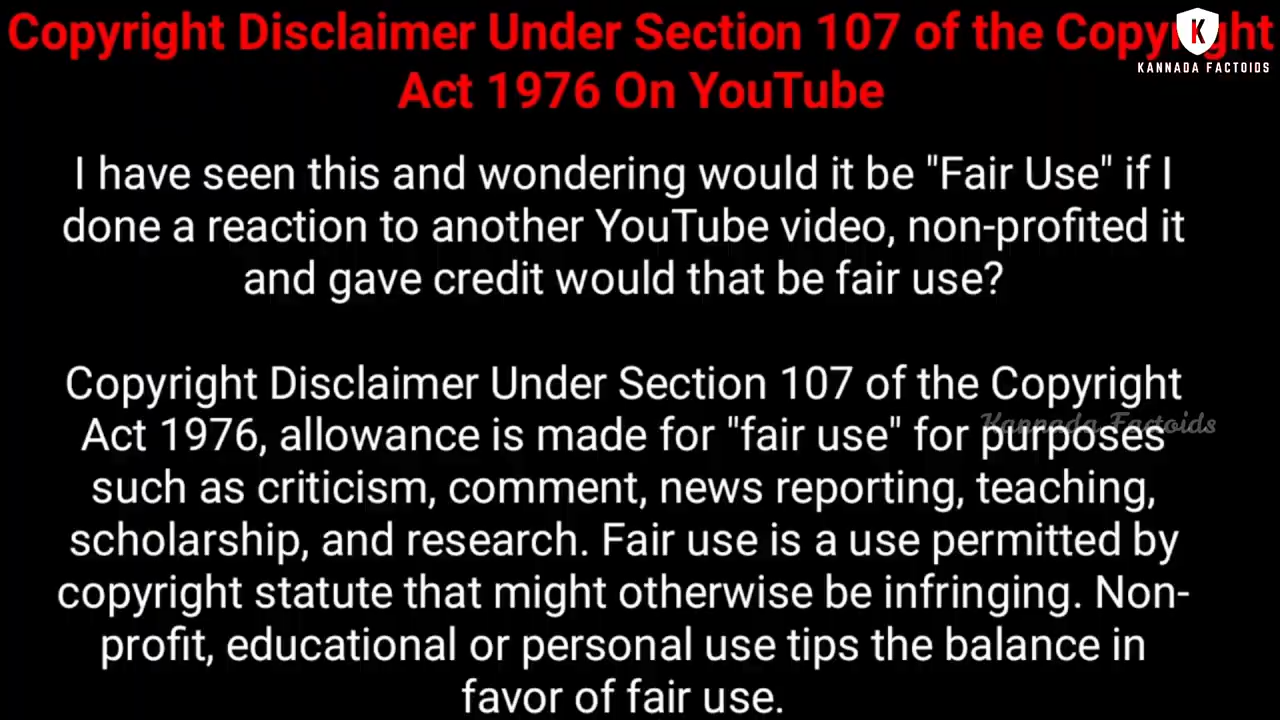 Copyright Disclaimer Under Section 107 of the Copyright
Act 1976 On YouTube
K
KANNADA FACTOIDS
I have seen this and wondering would it be "Fair Use" if I
done a reaction to another YouTube video, non-profited it
and gave credit would that be fair use?
Copyright Disclaimer Under Section 107 of the Copyright
Act 1976, allowance is made for "fair use" for purposes
Kannada Factoids
such as criticism, comment, news reporting, teaching,
scholarship, and research. Fair use is a use permitted by
copyright statute that might otherwise be infringing. Non-
profit, educational or personal use tips the balance in
favor of fair use.